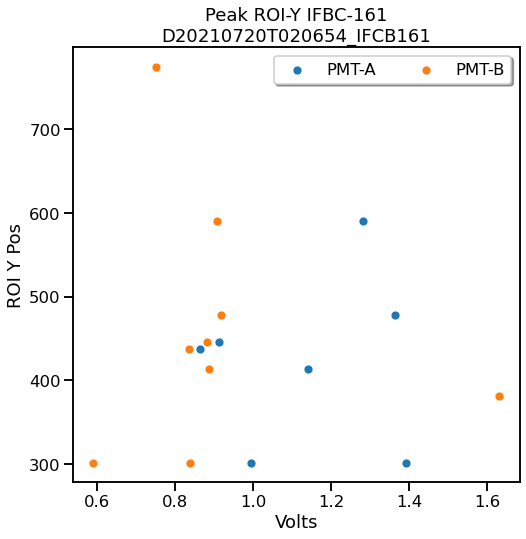 Peak ROI-Y IFBC-161
D20210720T020654_IFCB161
PMT-A PMT-B
ROI Y Pos
700
600
500
400
300
0.6 0.8 1.0 1.2 1.4 1.6
Volts